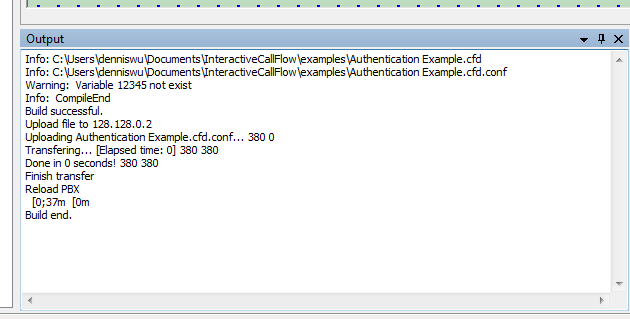 Output
Info: C:\Users\denniswu\Documents\InteractiveCallFlow\examples\Authentication Example.cfd
Info: C:\Users\denniswu\Documents\InteractiveCallFlow\examples\Authentication Example.cfd.conf
Warning:  Variable 12345 not exist
Info:  CompileEnd
Build successful.
Upload file to 128.128.0.2
Uploading Authentication Example.cfd.conf... 380 0
Transfering... [Elapsed time: 0] 380 380
Done in 0 seconds! 380 380
Finish transfer
Reload PBX
[0;37m  [0m
Build end.